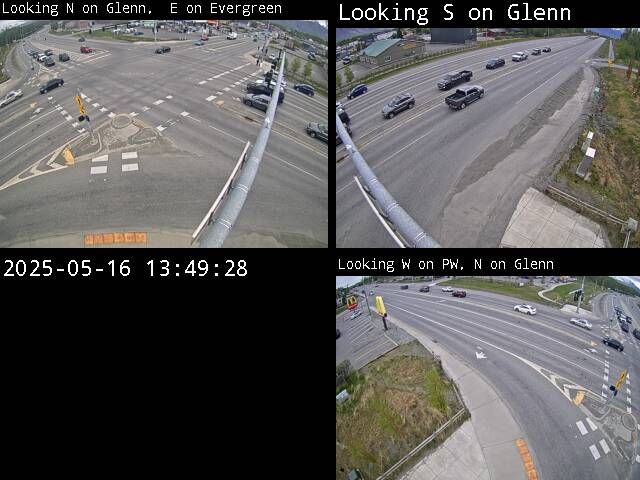 Looking N on Glenn,  E on Evergreen
Looking S on Glenn
2025-05-16 13:49:28
Looking W on PW, N on Glenn